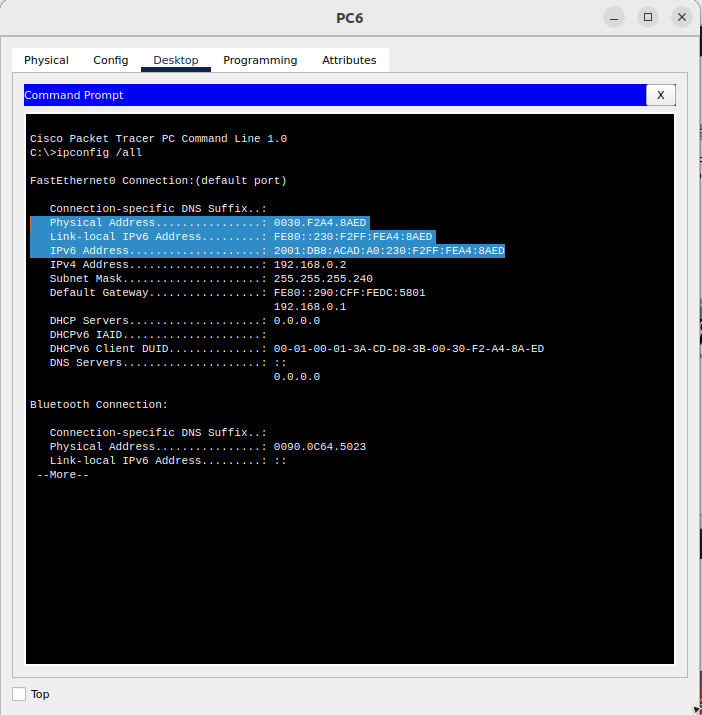 PC6
Physical Config Desktop Programming Attributes
Command Prompt X
Cisco Packet Tracer PC Command Line 1.0
C:\>ipconfig /all
FastEthernet0 Connection:(default port)
Connection-specific DNS Suffix..:
Physical Address................: 0030.F2A4.8AED
Link-local IPv6 Address.........: FE80::230:F2FF:FEA4:8AED
IPv6 Address....................: 2001:DB8:ACAD:A0:230:F2FF:FEA4:8AED
IPv4 Address....................: 192.168.0.2
Subnet Mask.....................: 255.255.255.240
Default Gateway.................: FE80::290:CFF:FEDC:5801
192.168.0.1
DHCP Servers....................: 0.0.0.0
DHCPv6 IAID.....................:
DHCPv6 Client DUID..............: 00-01-00-01-3A-CD-D8-3B-00-30-F2-A4-8A-ED
DNS Servers.....................: ::
0.0.0.0
Bluetooth Connection:
Connection-specific DNS Suffix..:
Physical Address................: 0090.0C64.5023
Link-local IPv6 Address.........: ::
--More--
Top